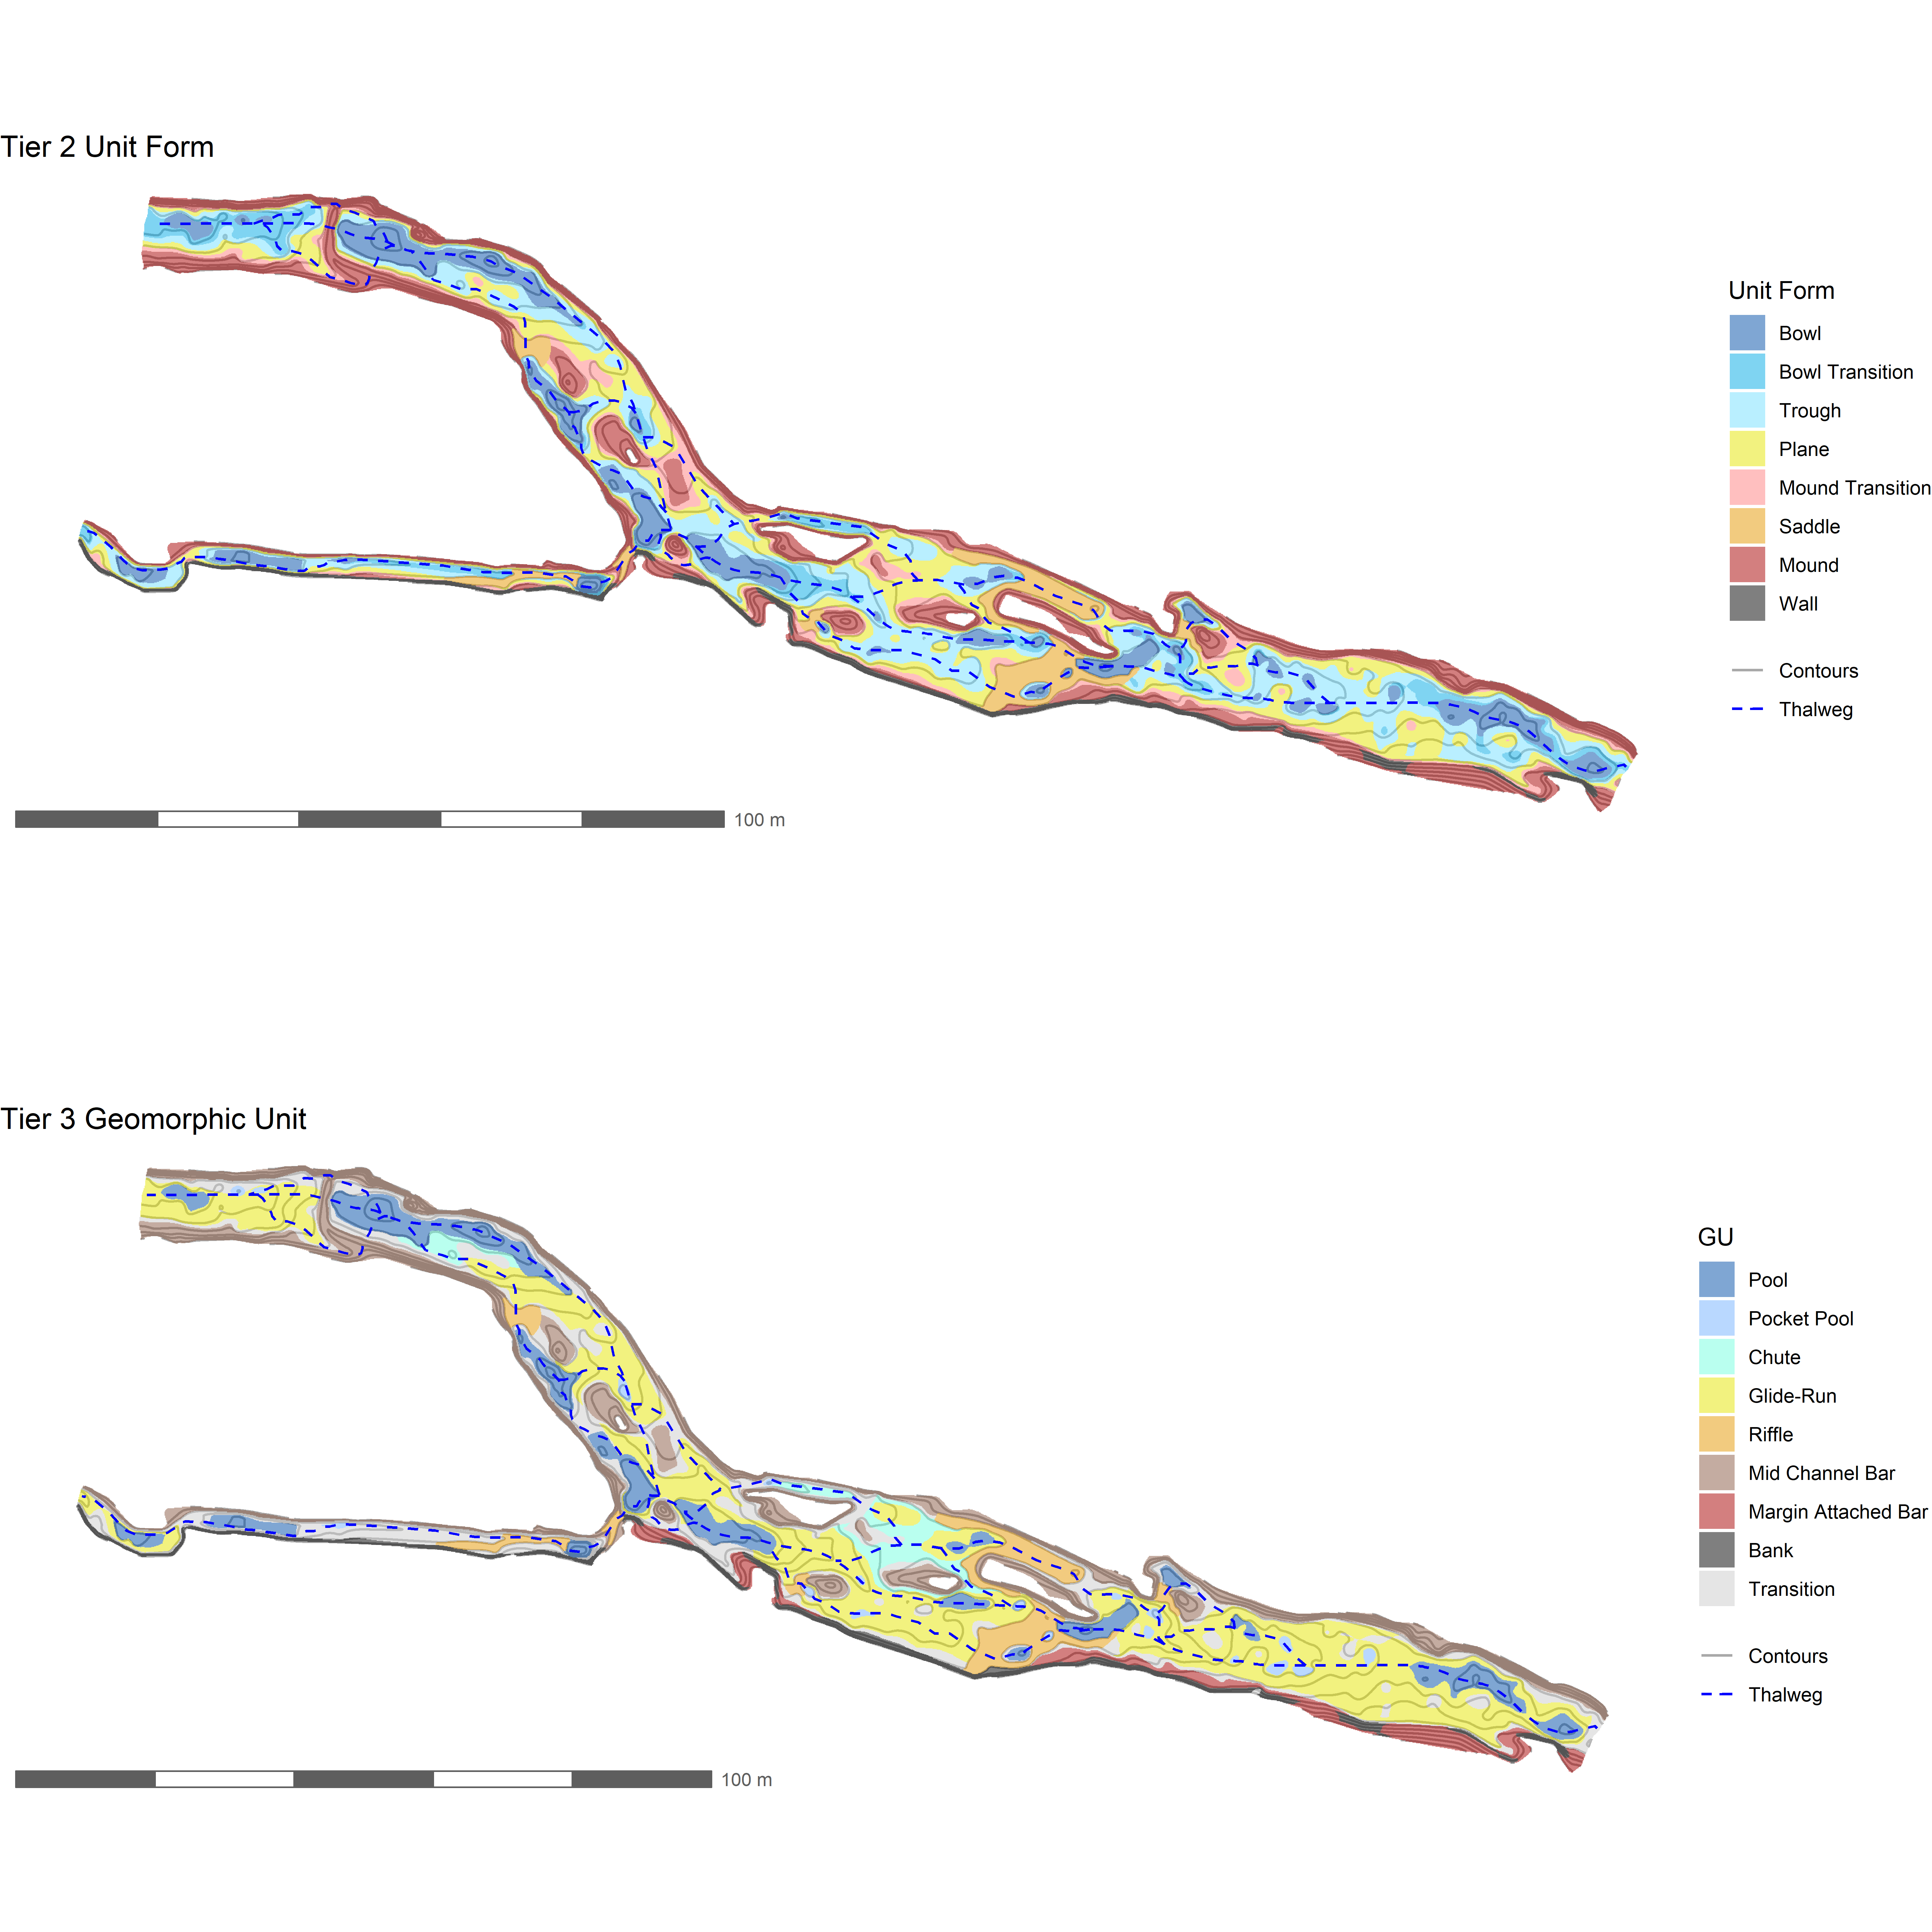 Tier 2 Unit Form
Unit Form
Bowl
Bowl Transition
Trough
Plane
Mound Transition
Saddle
Mound
Wall
Contours
Thalweg
100 m
Tier 3 Geomorphic Unit
GU
Pool
Pocket Pool
Chute
Glide-Run
Riffle
Mid Channel Bar
Margin Attached Bar
Bank
Transition
Contours
Thalweg
100 m